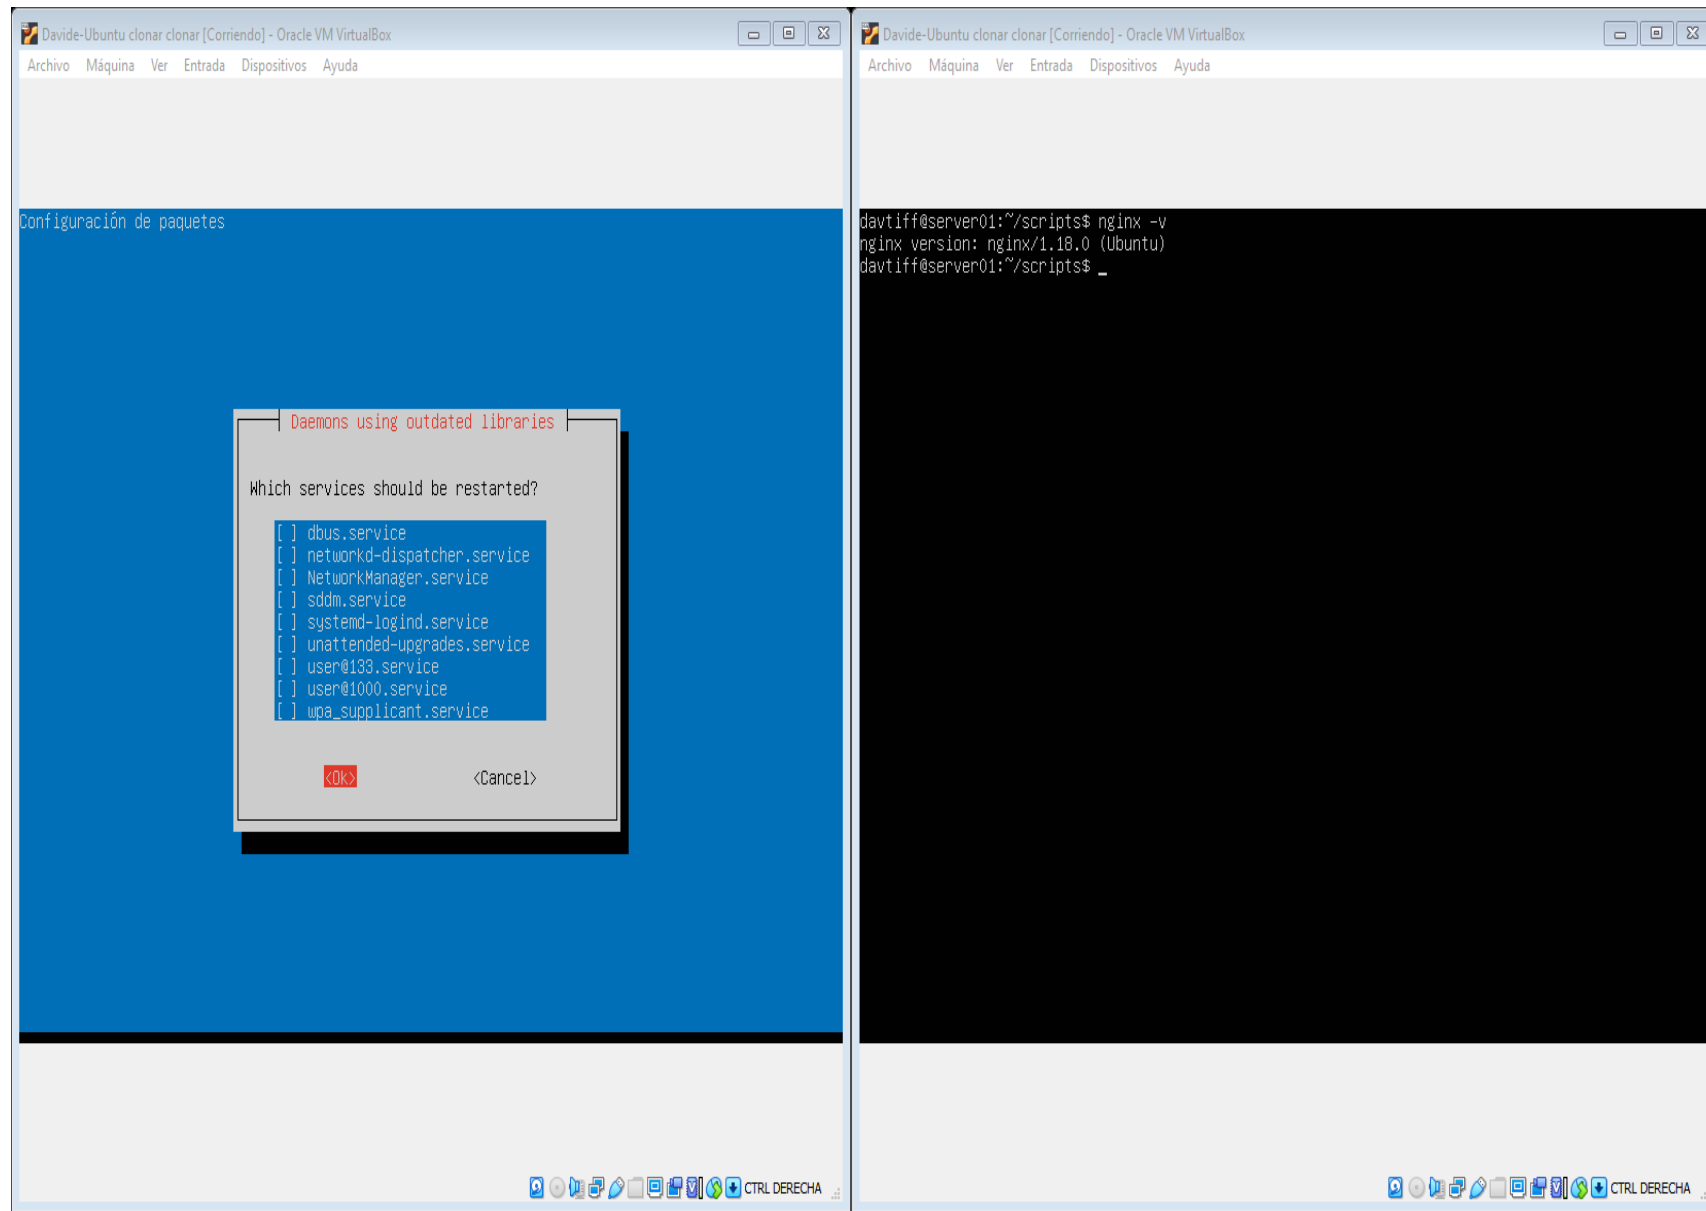 Davide-Ubuntu clonar clonar [Corriendo] - Oracle VM VirtualBox
Archivo Máquina Ver Entrada Dispositivos Ayuda
Configuración de paquetes
Daemons using outdated libraries
Which services should be restarted?
[ ] dbus.service
[ ] networkd-dispatcher.service
[ ] NetworkManager.service
[ ] sddm.service
[ ] systemd-logind.service
[ ] unattended-upgrades.service
[ ] user@133.service
[ ] user@1000.service
[ ] wpa_supplicant.service
<Ok> <Cancel>
CTRL DERECHA
Davide-Ubuntu clonar clonar [Corriendo] - Oracle VM VirtualBox
Archivo Máquina Ver Entrada Dispositivos Ayuda
davtiff@server01:~/scripts$ nginx -v
nginx version: nginx/1.18.0 (Ubuntu)
davtiff@server01:~/scripts$ _
CTRL DERECHA